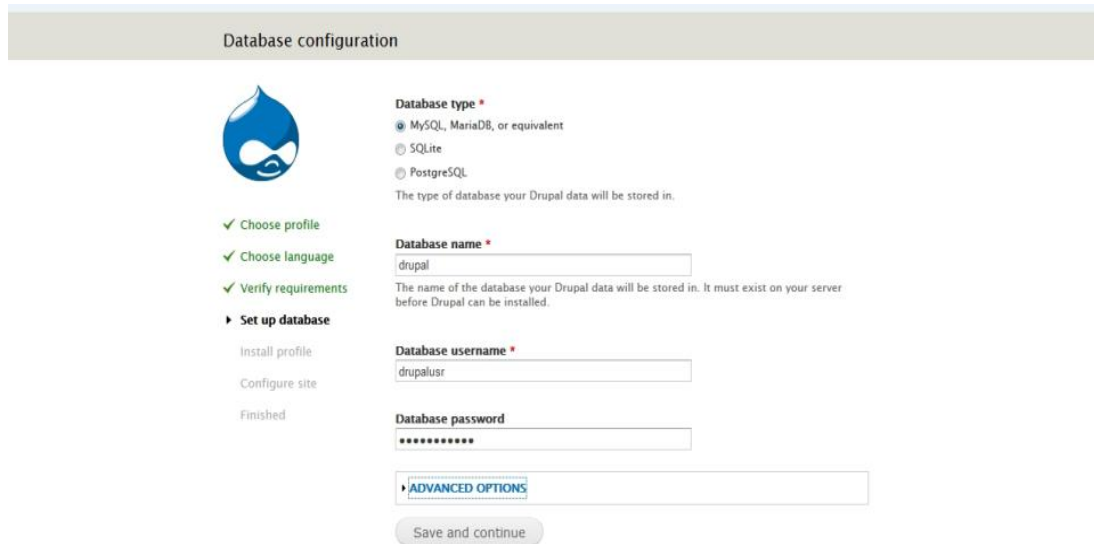 Database configuration
Database type *
MySQL, MariaDB, or equivalent
SQLite
PostgreSQL
The type of database your Drupal data will be stored in.
Choose profile
Choose language
Verify requirements
Set up database
Install profile
Configure site
Finished
Database name *
drupal
The name of the database your Drupal data will be stored in. It must exist on your server
before Drupal can be installed.
Database username *
drupalusr
Database password
•••••••••••
ADVANCED OPTIONS
Save and continue